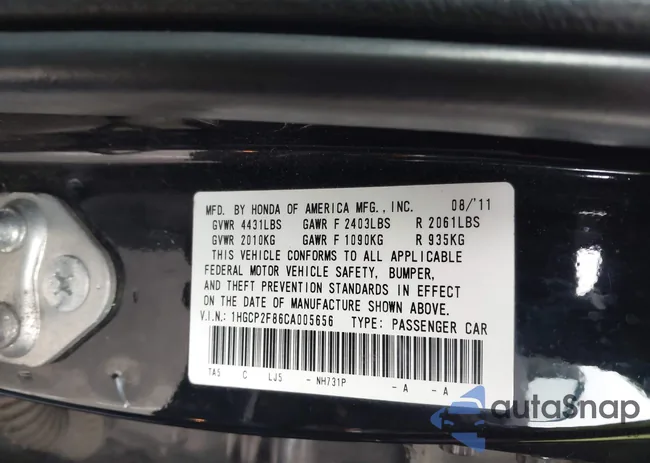 MFD. BY HONDA OF AMERICA MFG., INC. 08/'11
GVWR 4431LBS GAWR F 2403LBS R 2061LBS
GVWR 2010KG GAWR F 1090KG R 935KG
THIS VEHICLE CONFORMS TO ALL APPLICABLE
FEDERAL MOTOR VEHICLE SAFETY, BUMPER,
AND THEFT PREVENTION STANDARDS IN EFFECT
ON THE DATE OF MANUFACTURE SHOWN ABOVE.
V.I.N.: 1HGCP2F86CA005656 TYPE: PASSENGER CAR
TA5 C LJ5 - NH731P - A - A
autaSnap